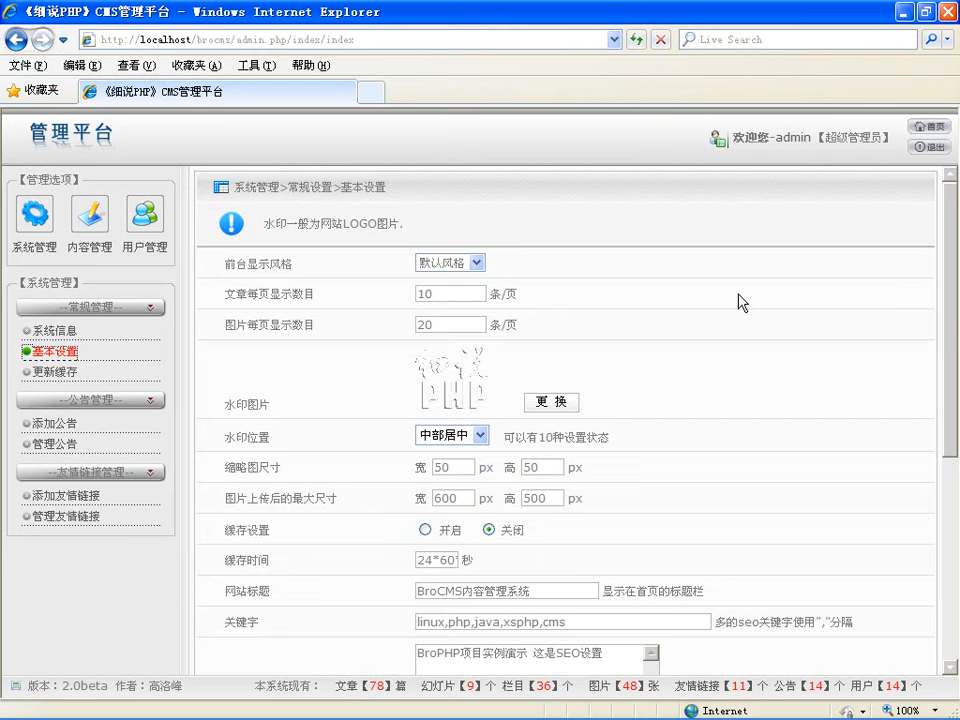 《细说PHP》CMS管理平台 - Windows Internet Explorer
http://localhost/brocms/admin.php/index/index
Live Search
文件(F) 编辑(E) 查看(V) 收藏夹(A) 工具(T) 帮助(H)
收藏夹 《细说PHP》CMS管理平台
管理平台
欢迎您-admin 【超级管理员】
首页
退出
【管理选项】
系统管理 内容管理 用户管理
【系统管理】
--常规管理--
系统信息
基本设置
更新缓存
--公告管理--
添加公告
管理公告
--友情链接管理--
添加友情链接
管理友情链接
系统管理>常规设置>基本设置
水印一般为网站LOGO图片.
前台显示风格 默认风格
文章每页显示数目 10 条/页
图片每页显示数目 20 条/页
细说
PHP
水印图片 更 换
水印位置 中部居中 可以有10种设置状态
缩略图尺寸 宽 50 px 高 50 px
图片上传后的最大尺寸 宽 600 px 高 500 px
缓存设置 开启 关闭
缓存时间 24*60* 秒
网站标题 BroCMS内容管理系统 显示在首页的标题栏
关键字 linux,php,java,xsphp,cms 多的seo关键字使用","分隔
BroPHP项目实例演示 这是SEO设置
版本：2.0beta 作者：高洛峰 本系统现有： 文章【78】篇 幻灯片【9】个 栏目【36】个 图片【48】张 友情链接【11】个 公告【14】个 用户【14】个
Internet 100%